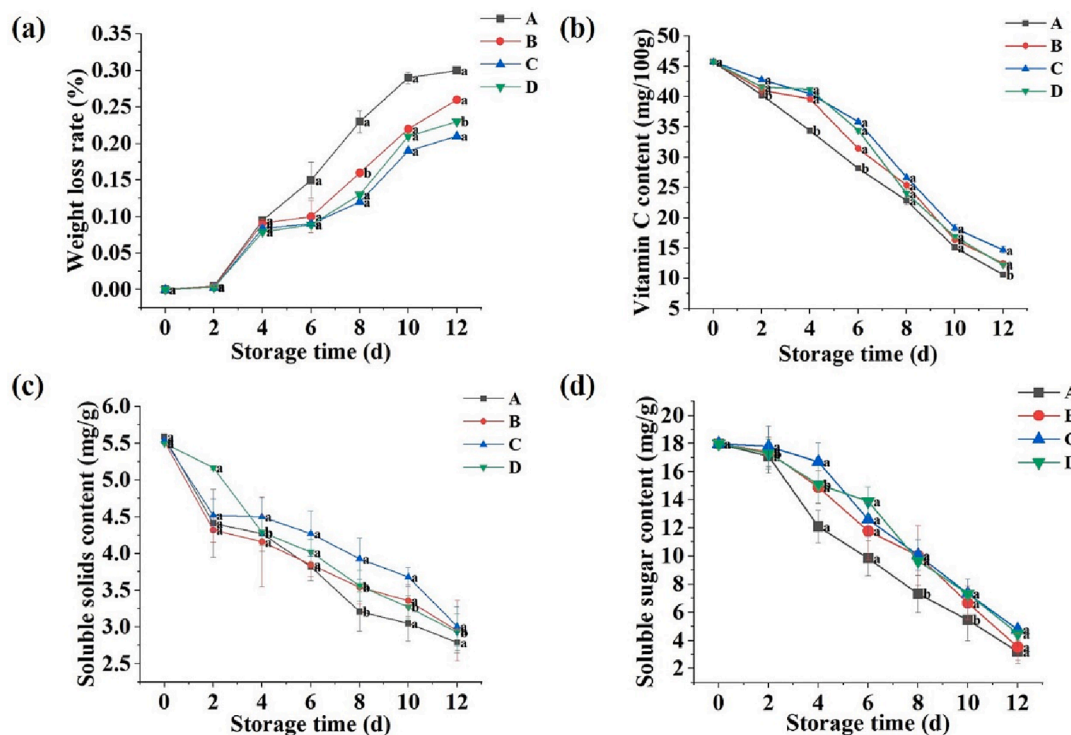 (a)
Weight loss rate (%)
0.35
0.30
0.25
0.20
0.15
0.10
0.05
0.00
0 2 4 6 8 10 12
Storage time (d)
A
B
C
D
(b)
Vitamin C content (mg/100g)
50
45
40
35
30
25
20
15
10
5
0 2 4 6 8 10 12
Storage time (d)
A
B
C
D
(c)
Soluble solids content (mg/g)
6.0
5.5
5.0
4.5
4.0
3.5
3.0
2.5
0 2 4 6 8 10 12
Storage time (d)
A
B
C
D
(d)
Soluble sugar content (mg/g)
20
18
16
14
12
10
8
6
4
2
0 2 4 6 8 10 12
Storage time (d)
A
B
C
D